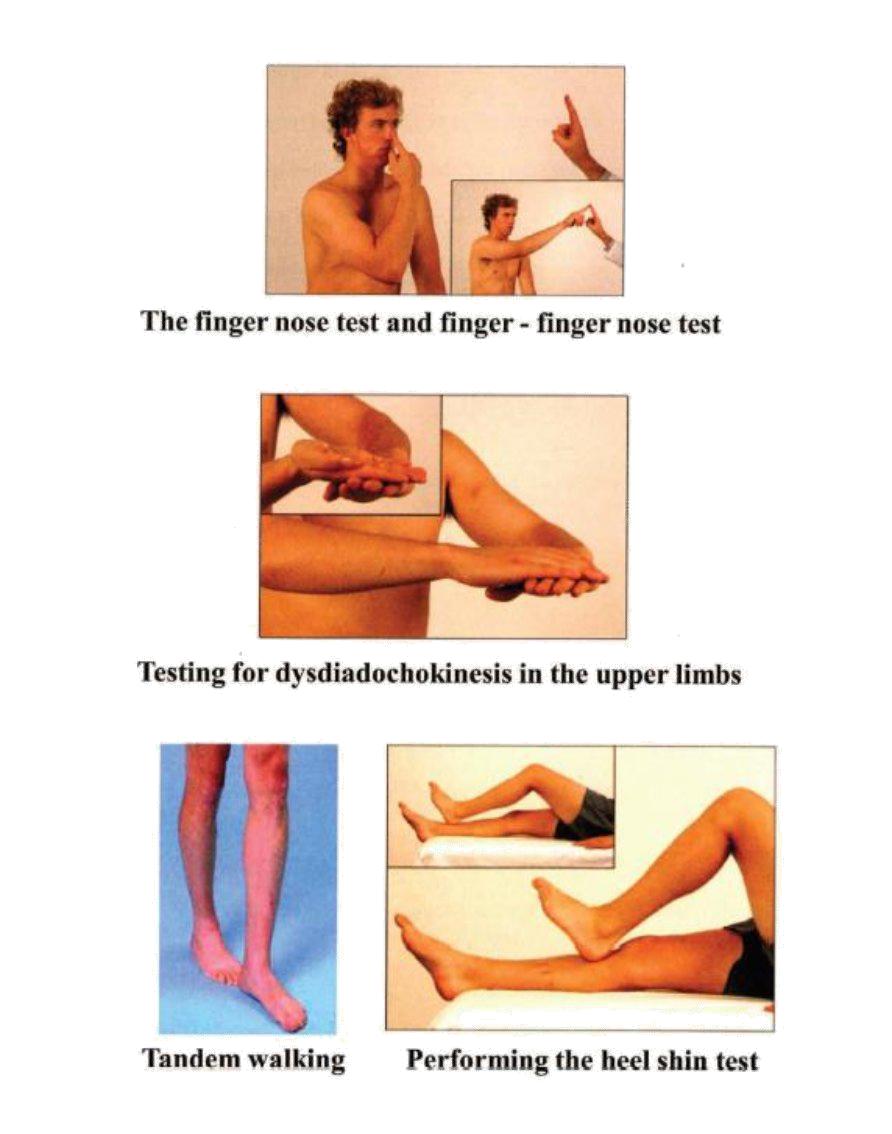 The finger nose test and finger - finger nose test
Testing for dysdiadochokinesis in the upper limbs
Tandem walking
Performing the heel shin test